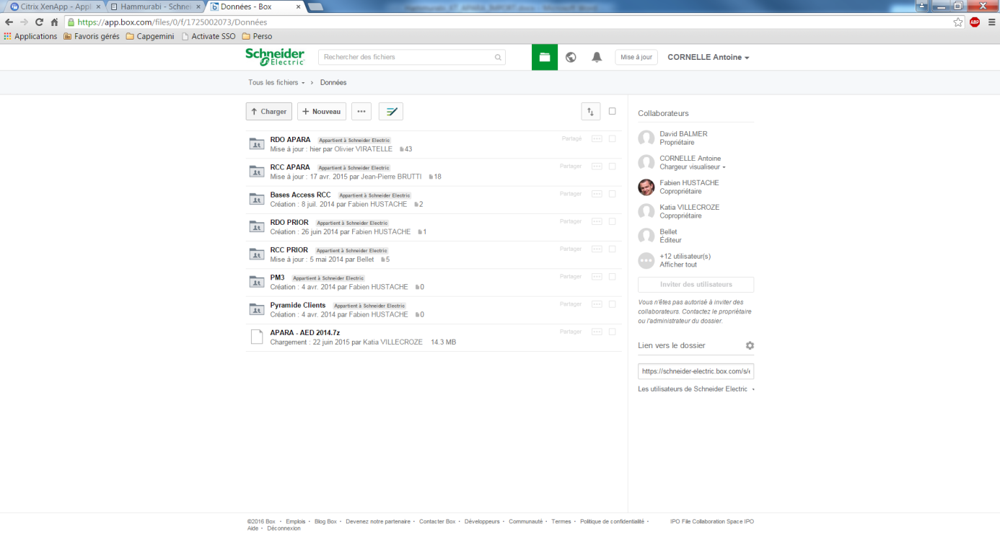 Citrix XenApp - Appl × Hammurabi - Schnei × Données - Box ×
https://app.box.com/files/0/f/1725002073/Données
Applications Favoris gérés Capgemini Activate SSO Perso
Schneider Electric Rechercher des fichiers Mise à jour CORNELLE Antoine
Tous les fichiers › Données
Charger + Nouveau ...
RDO APARA Appartient à Schneider Electric Partagé
Mise à jour : hier par Olivier VIRATELLE 43
RCC APARA Appartient à Schneider Electric Partager
Mise à jour : 17 avr. 2015 par Jean-Pierre BRUTTI 18
Bases Access RCC Appartient à Schneider Electric Partager
Création : 8 juil. 2014 par Fabien HUSTACHE 2
RDO PRIOR Appartient à Schneider Electric Partager
Création : 26 juin 2014 par Fabien HUSTACHE 1
RCC PRIOR Appartient à Schneider Electric Partager
Mise à jour : 5 mai 2014 par Bellet 5
PM3 Appartient à Schneider Electric Partager
Création : 4 avr. 2014 par Fabien HUSTACHE 0
Pyramide Clients Appartient à Schneider Electric Partager
Création : 4 avr. 2014 par Fabien HUSTACHE 0
APARA - AED 2014.7z Partager
Chargement : 22 juin 2015 par Katia VILLECROZE 14.3 MB
Collaborateurs
David BALMER
Propriétaire
CORNELLE Antoine
Chargeur visualiseur
Fabien HUSTACHE
Copropriétaire
Katia VILLECROZE
Copropriétaire
Bellet
Éditeur
+12 utilisateur(s)
Afficher tout
Inviter des utilisateurs
Vous n'êtes pas autorisé à inviter des
collaborateurs. Contactez le propriétaire
ou l'administrateur du dossier.
Lien vers le dossier
https://schneider-electric.box.com/s/
Les utilisateurs de Schneider Electric
©2016 Box · Emplois · Blog Box · Devenez notre partenaire · Contacter Box · Développeurs · Communauté · Termes · Politique de confidentialité · IPO File Collaboration Space IPO
Aide · Déconnexion